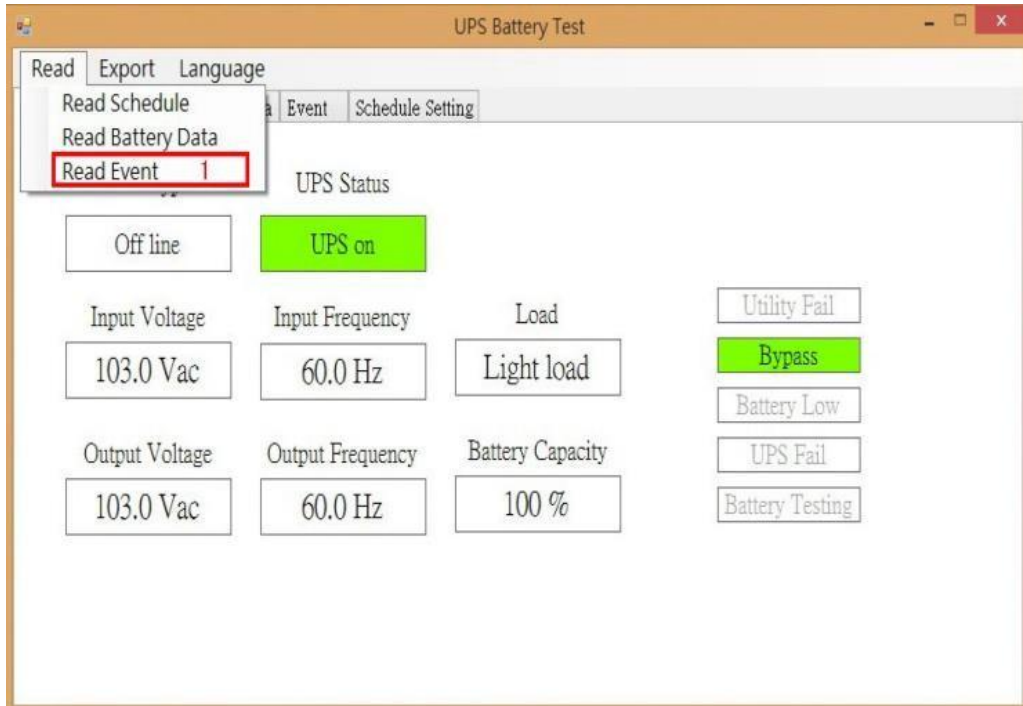 UPS Battery Test
Read Export Language
Read Schedule
Event Schedule Setting
Read Battery Data
Read Event 1
UPS Status
Off line UPS on
Input Voltage Input Frequency Load
103.0 Vac 60.0 Hz Light load
Output Voltage Output Frequency Battery Capacity
103.0 Vac 60.0 Hz 100 %
Utility Fail
Bypass
Battery Low
UPS Fail
Battery Testing